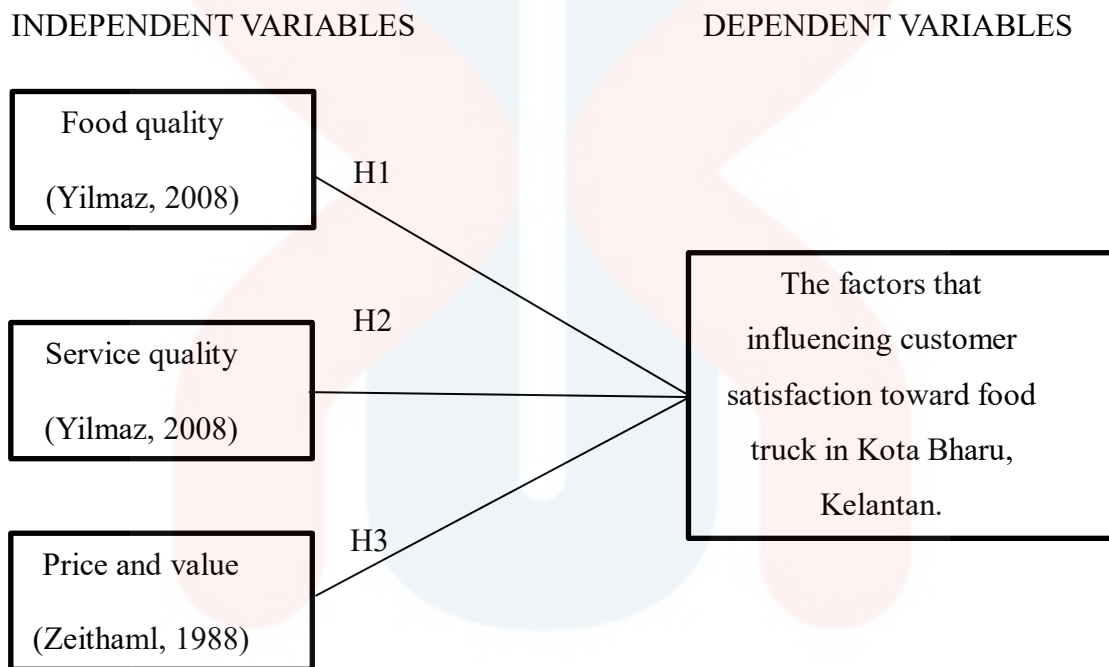 INDEPENDENT VARIABLES
DEPENDENT VARIABLES
Food quality
(Yilmaz, 2008)
H1
Service quality
(Yilmaz, 2008)
H2
Price and value
(Zeithaml, 1988)
H3
The factors that
influencing customer
satisfaction toward food
truck in Kota Bharu,
Kelantan.